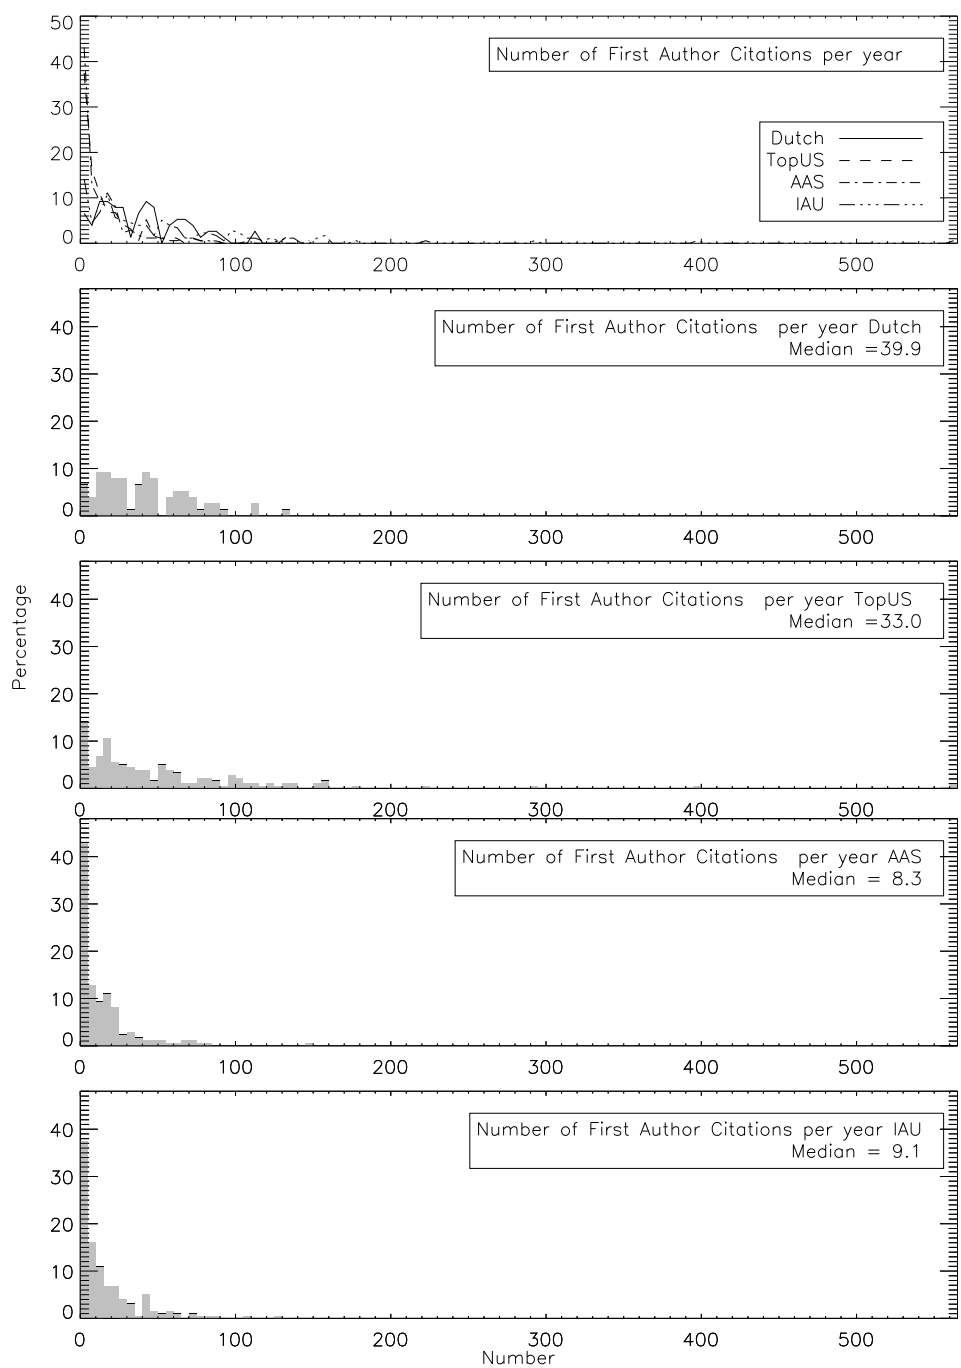 50
Number of First Author Citations per year
40
30
Dutch
20
TopUS
AAS
10
IAU
0
0 100 200 300 400 500
Number of First Author Citations per year Dutch
40
Median =39.9
30
20
10
0
0 100 200 300 400 500
Number of First Author Citations per year TopUS
40
Median =33.0
Percentage
30
20
10
0
0 100 200 300 400 500
Number of First Author Citations per year AAS
40
Median = 8.3
30
20
10
0
0 100 200 300 400 500
Number of First Author Citations per year IAU
40
Median = 9.1
30
20
10
0
0 100 200 300 400 500
Number